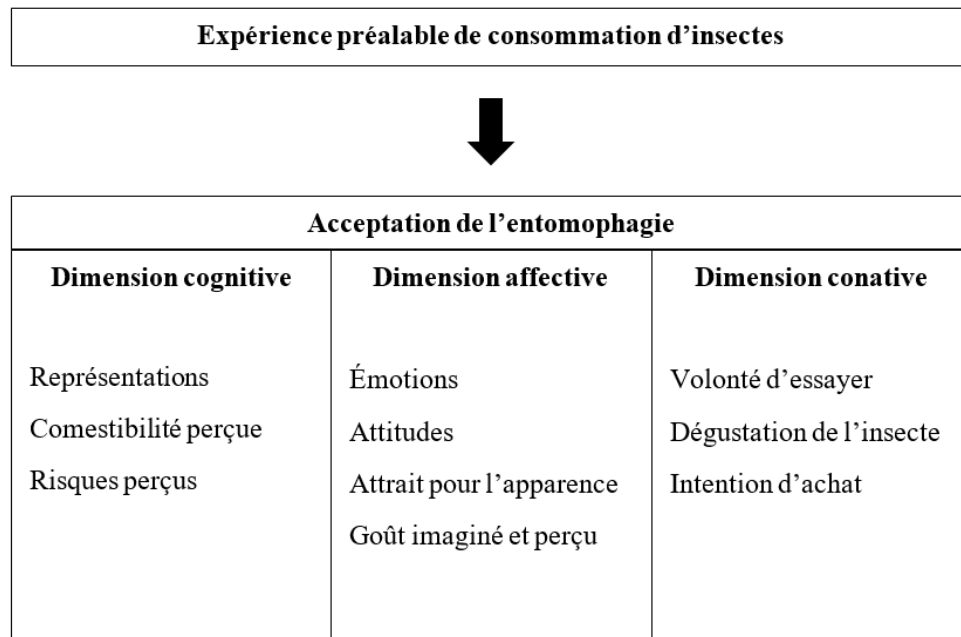 Expérience préalable de consommation d’insectes
Acceptation de l’entomophagie
Dimension cognitive
Représentations
Comestibilité perçue
Risques perçus
Dimension affective
Émotions
Attitudes
Attrait pour l’apparence
Goût imaginé et perçu
Dimension conative
Volonté d’essayer
Dégustation de l’insecte
Intention d’achat